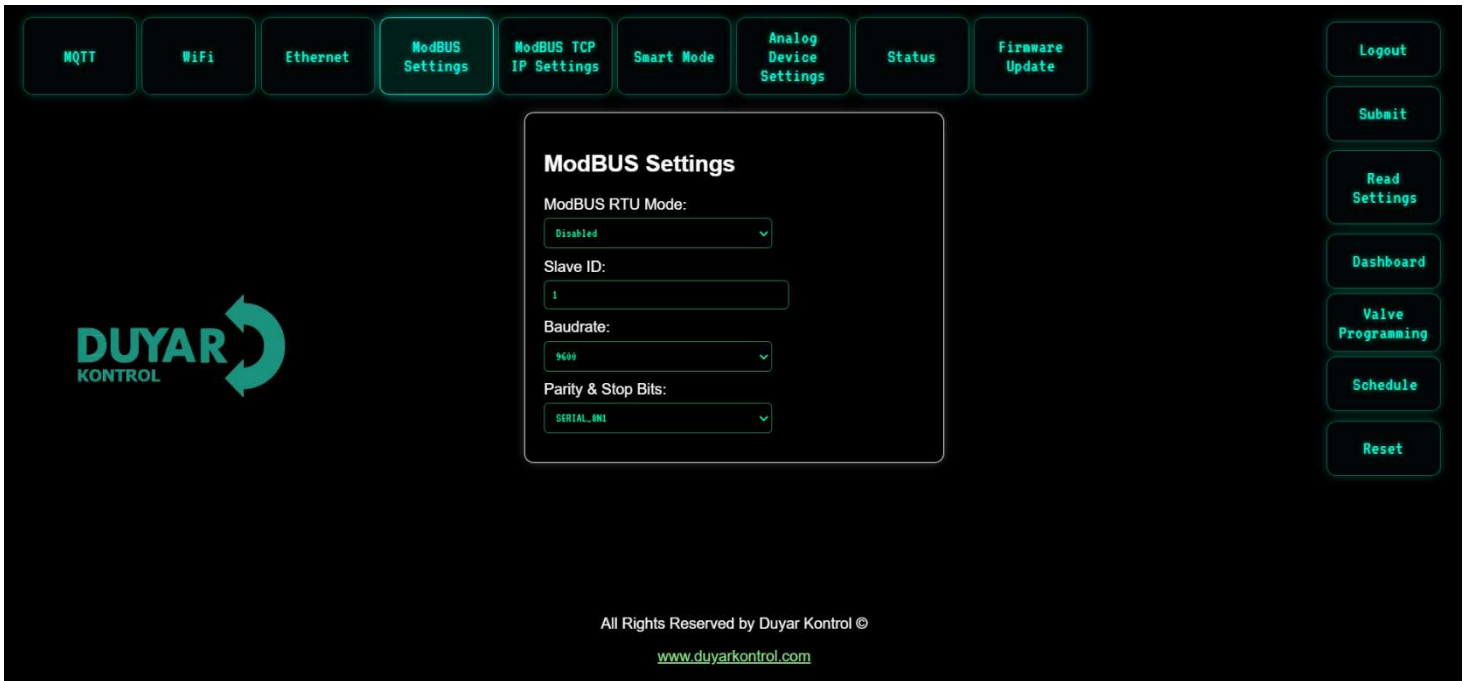 MQTT
WiFi
Ethernet
ModBUS
Settings
ModBUS TCP
IP Settings
Smart Mode
Analog
Device
Settings
Status
Firmware
Update
Logout
Submit
Read
Settings
Dashboard
Valve
Programming
Schedule
Reset
ModBUS Settings
ModBUS RTU Mode:
Disabled
Slave ID:
1
Baudrate:
9600
Parity & Stop Bits:
SERIAL_8N1
DUYAR
KONTROL
All Rights Reserved by Duyar Kontrol ©
www.duyarkontrol.com